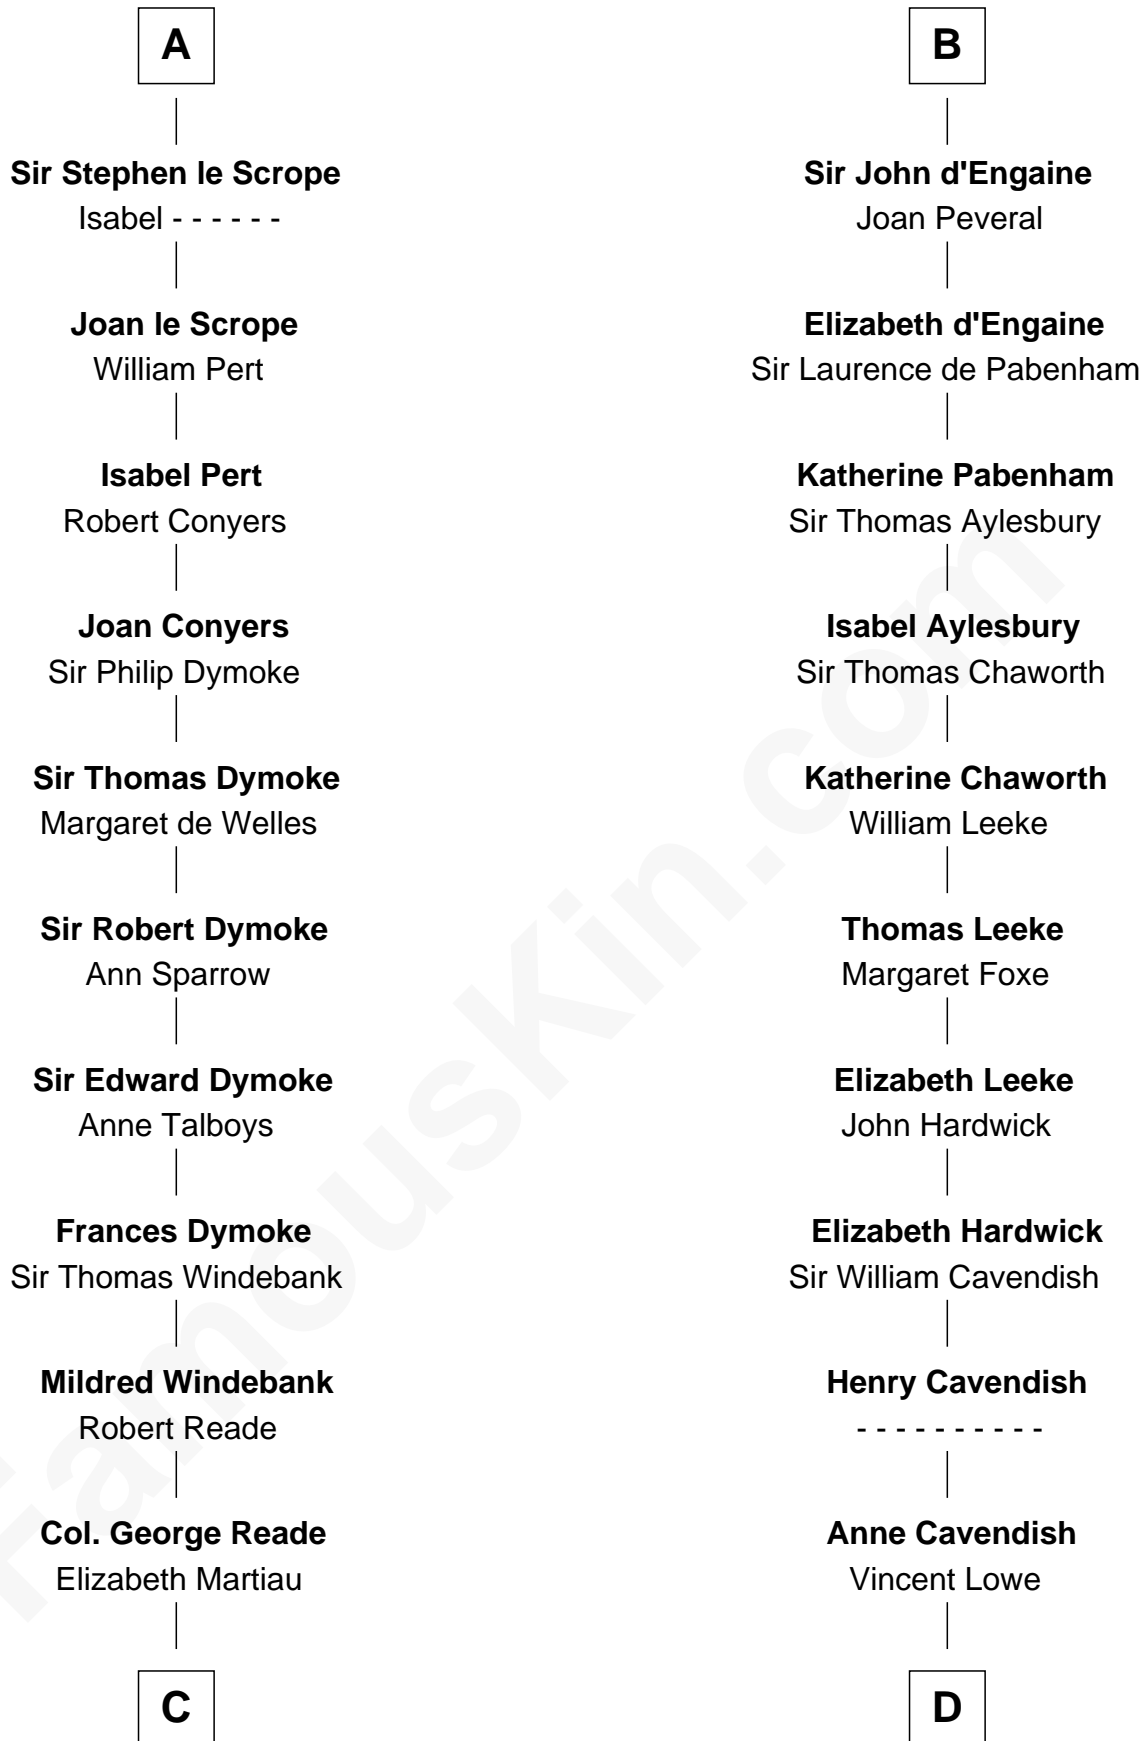 A
Sir Stephen le Scrope
Isabel - - - - - -
Joan le Scrope
William Pert
Isabel Pert
Robert Conyers
Joan Conyers
Sir Philip Dymoke
Sir Thomas Dymoke
Margaret de Welles
Sir Robert Dymoke
Ann Sparrow
Sir Edward Dymoke
Anne Talboys
Frances Dymoke
Sir Thomas Windebank
Mildred Windebank
Robert Reade
Col. George Reade
Elizabeth Martiau
C
B
Sir John d'Engaine
Joan Peveral
Elizabeth d'Engaine
Sir Laurence de Pabenham
Katherine Pabenham
Sir Thomas Aylesbury
Isabel Aylesbury
Sir Thomas Chaworth
Katherine Chaworth
William Leeke
Thomas Leeke
Margaret Foxe
Elizabeth Leeke
John Hardwick
Elizabeth Hardwick
Sir William Cavendish
Henry Cavendish
- - - - - - - - - -
Anne Cavendish
Vincent Lowe
D
FamousKin.com